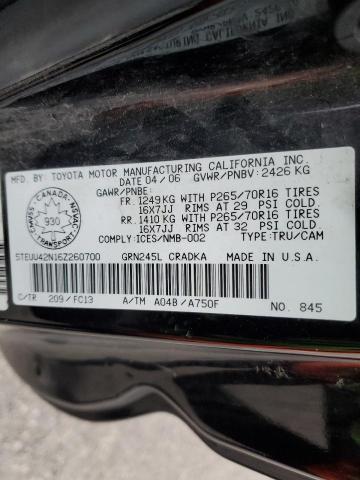 MFD. BY: TOYOTA MOTOR MANUFACTURING CALIFORNIA INC.
DATE 04/06 GVWR/PNBV: 2426 KG
GAWR/PNBE:
FR. 1249 KG WITH P265/70R16 TIRES
16X7JJ RIMS AT 29 PSI COLD.
RR. 1410 KG WITH P265/70R16 TIRES
16X7JJ RIMS AT 32 PSI COLD.
COMPLY: ICES/NMB-002 TYPE: TRU/CAM
CANADA
930
NSVAC
CMVSS
5TEUU42N16Z260700 GRN245L CRADKA MADE IN U.S.A.
C/TR 209/FC13 A/TM A04B/A750F NO. 845